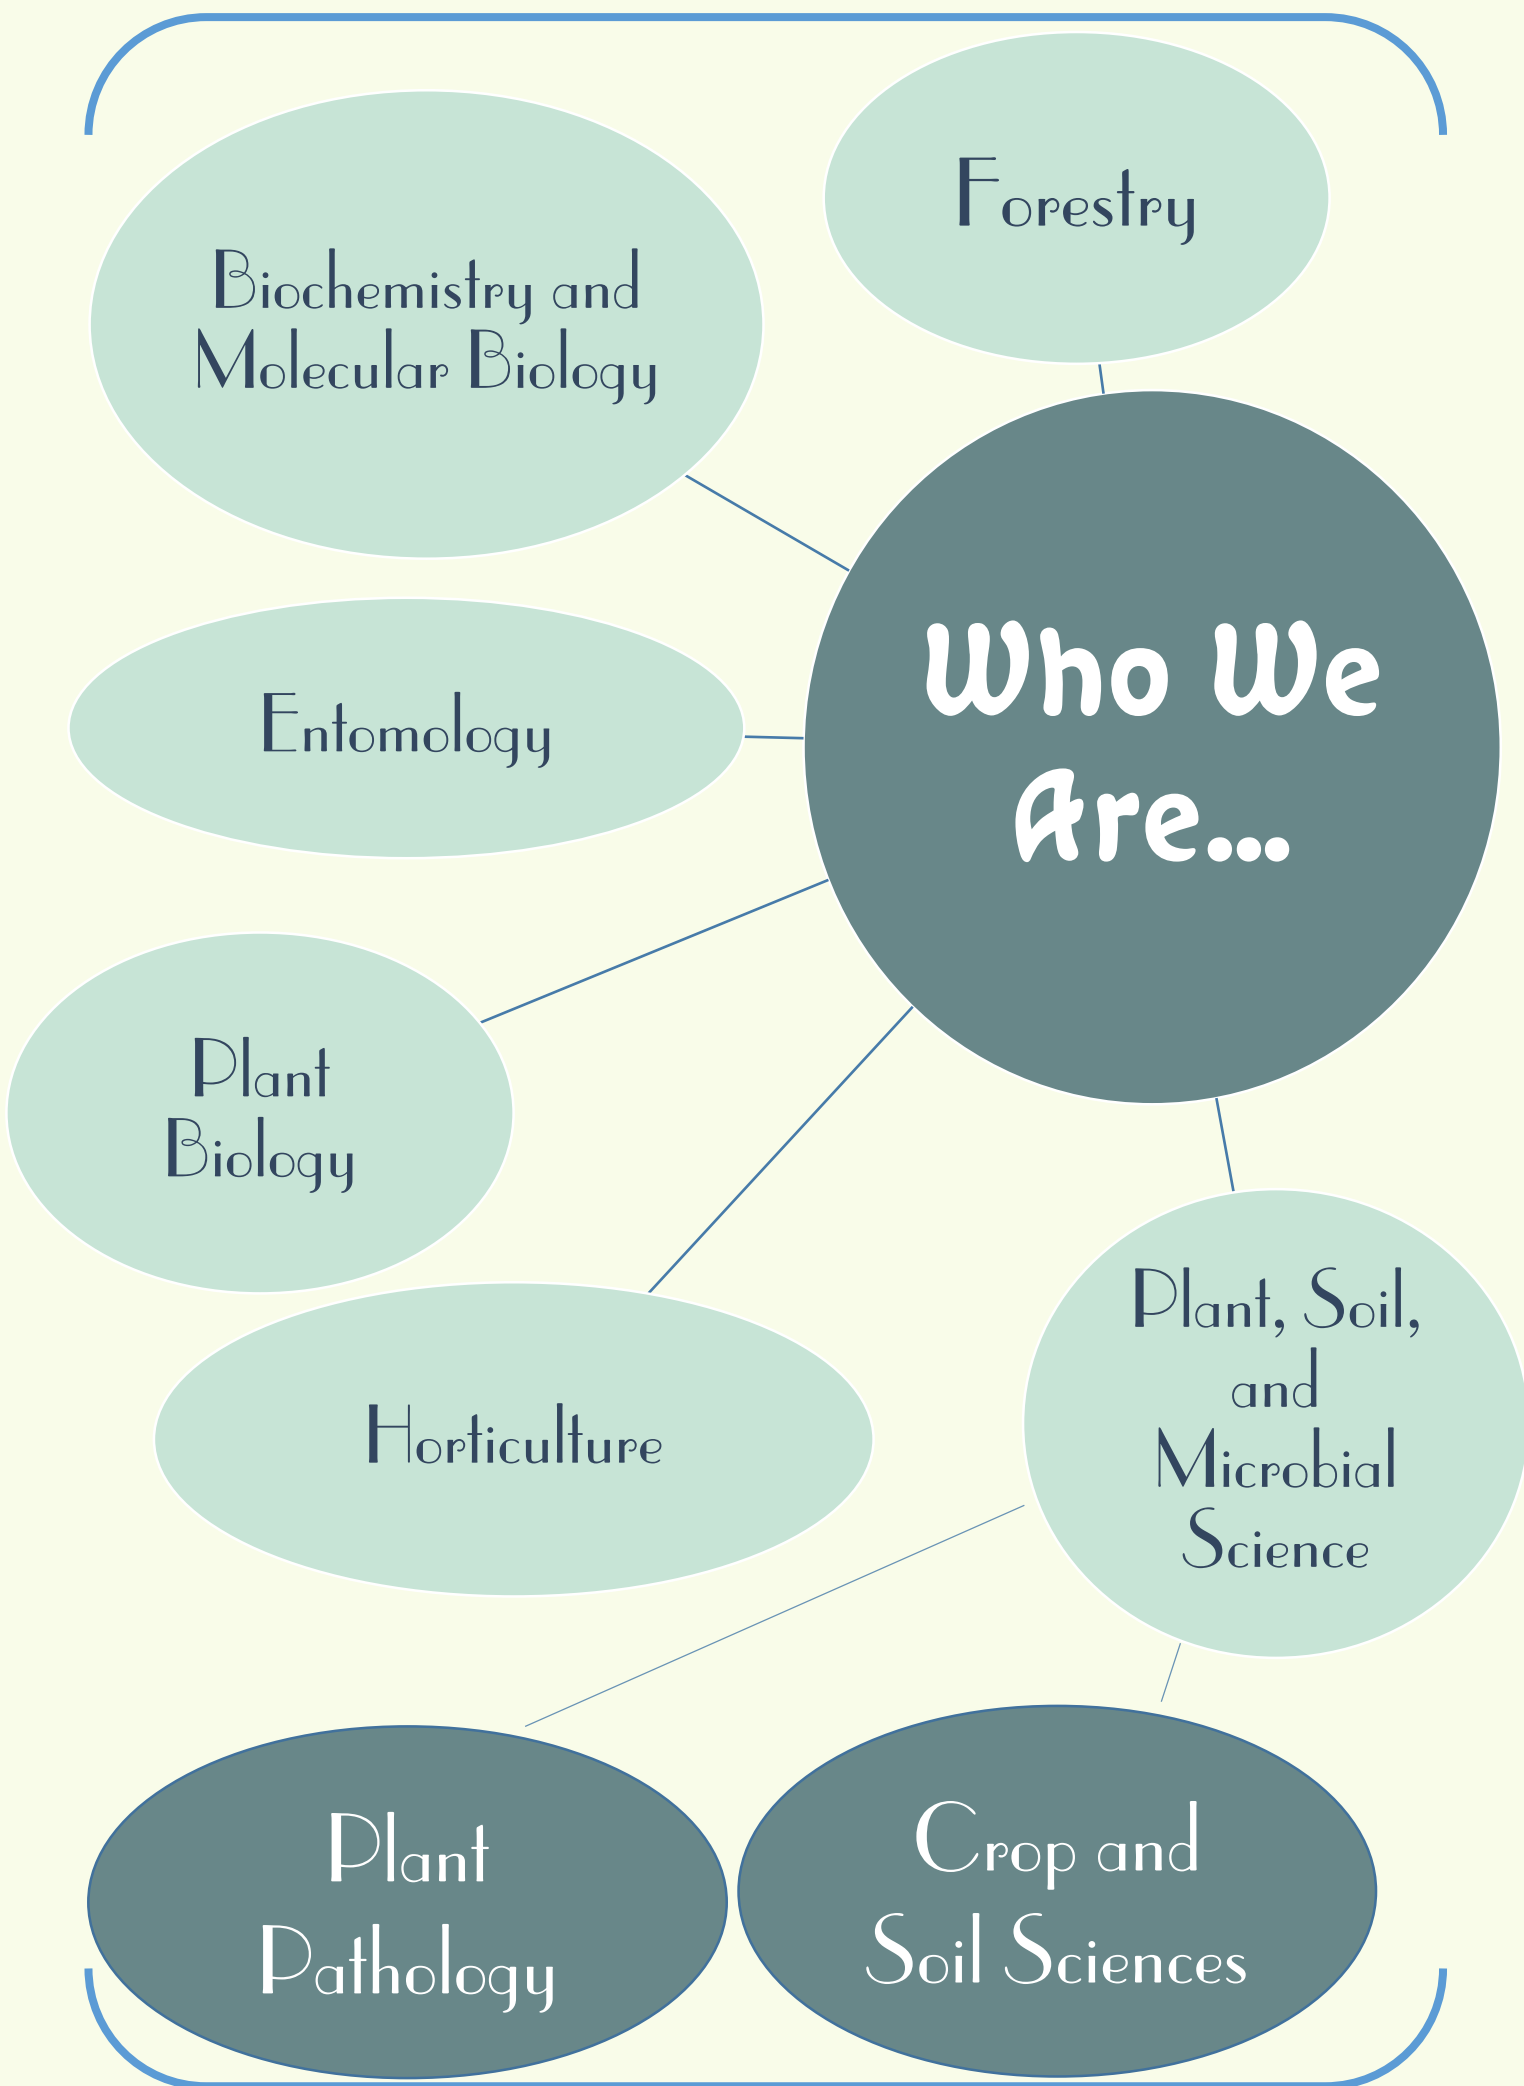 Forestry
Biochemistry and
Molecular Biology
Who We
Are...
Entomology
Plant
Biology
Horticulture
Plant, Soil,
and
Microbial
Science
Plant
Pathology
Crop and
Soil Sciences